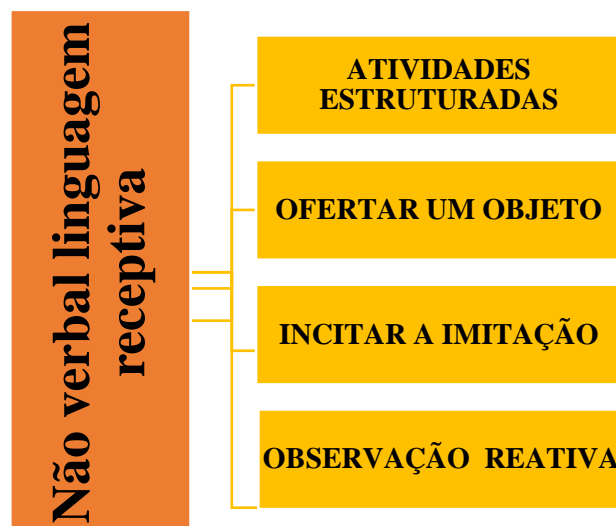 Não verbal linguagem
receptiva
ATIVIDADES
ESTRUTURADAS
OFERTAR UM OBJETO
INCITAR A IMITAÇÃO
OBSERVAÇÃO REATIVA